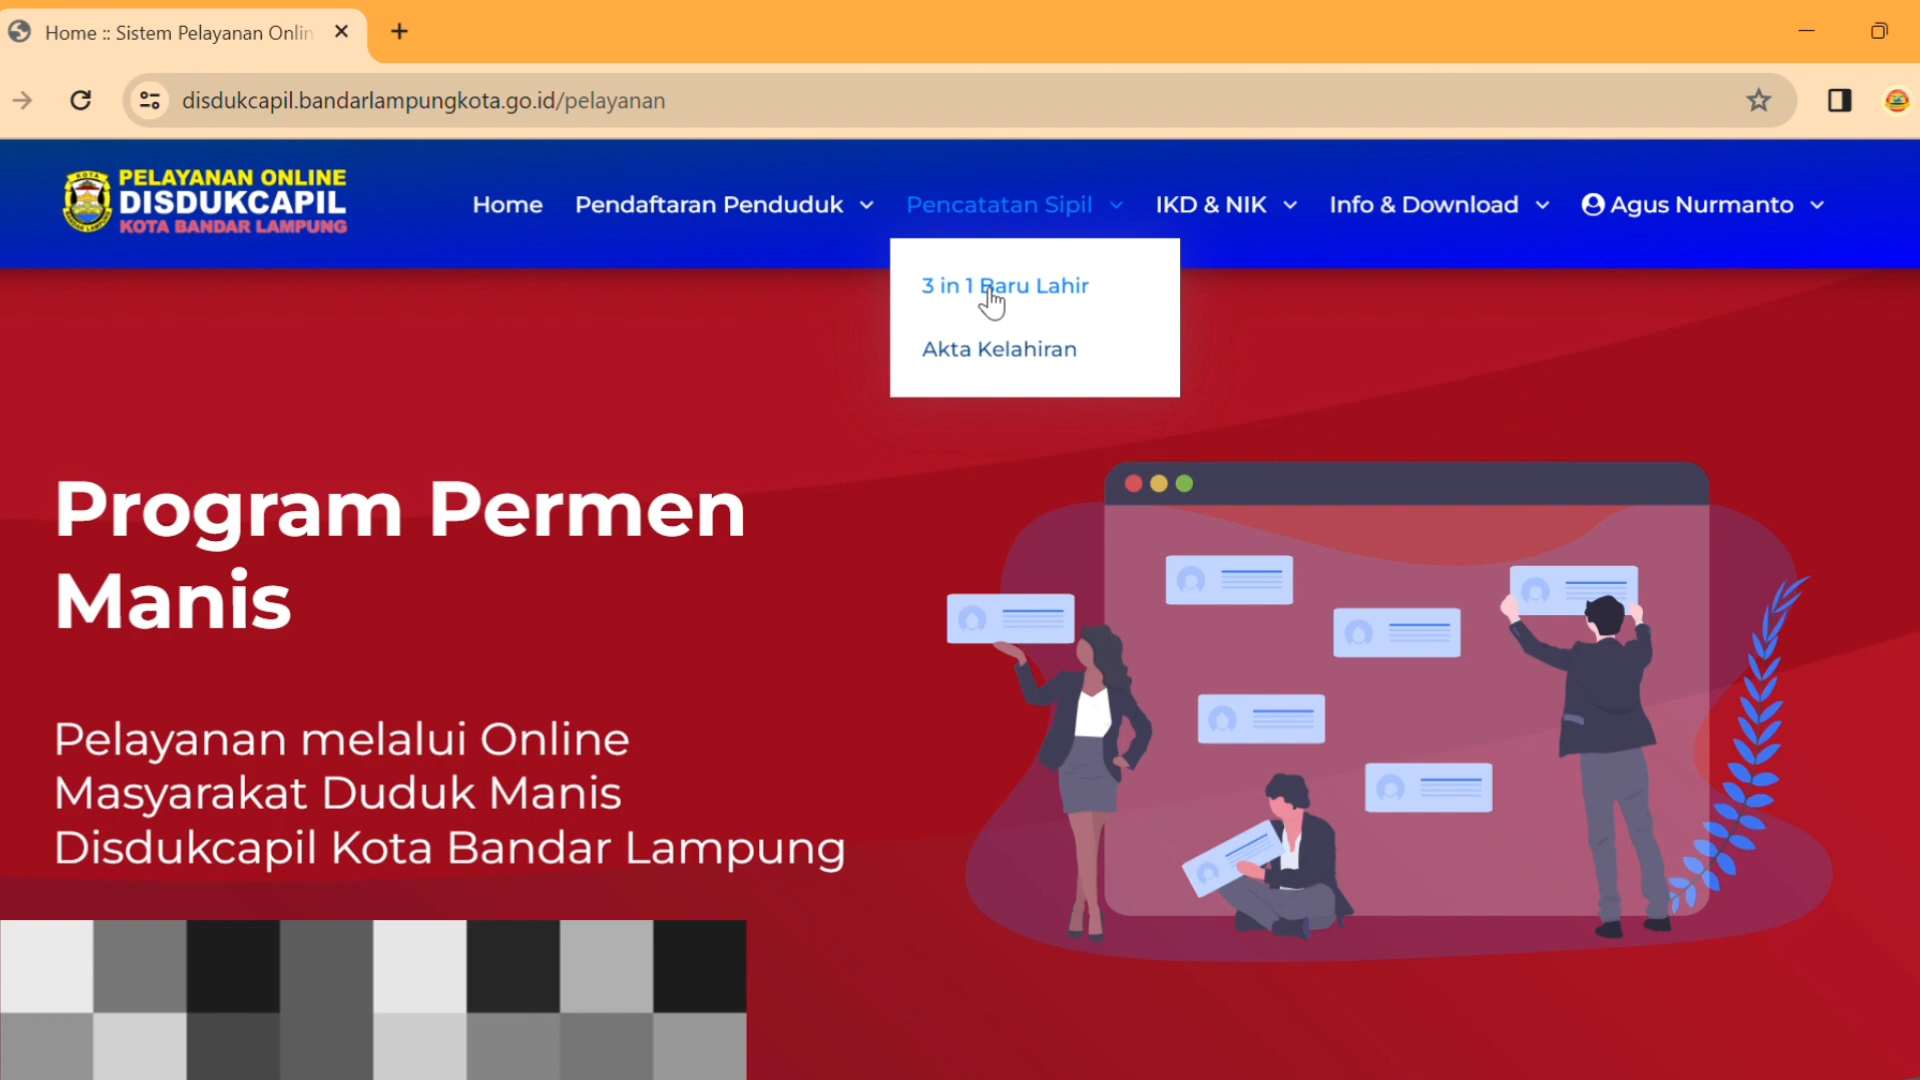 Home :: Sistem Pelayanan Onlin
disdukcapil.bandarlampungkota.go.id/pelayanan
PELAYANAN ONLINE
DISDUKCAPIL
KOTA BANDAR LAMPUNG
Home
Pendaftaran Penduduk
Pencatatan Sipil
IKD & NIK
Info & Download
Agus Nurmanto
3 in 1 Baru Lahir
Akta Kelahiran
Program Permen
Manis
Pelayanan melalui Online
Masyarakat Duduk Manis
Disdukcapil Kota Bandar Lampung